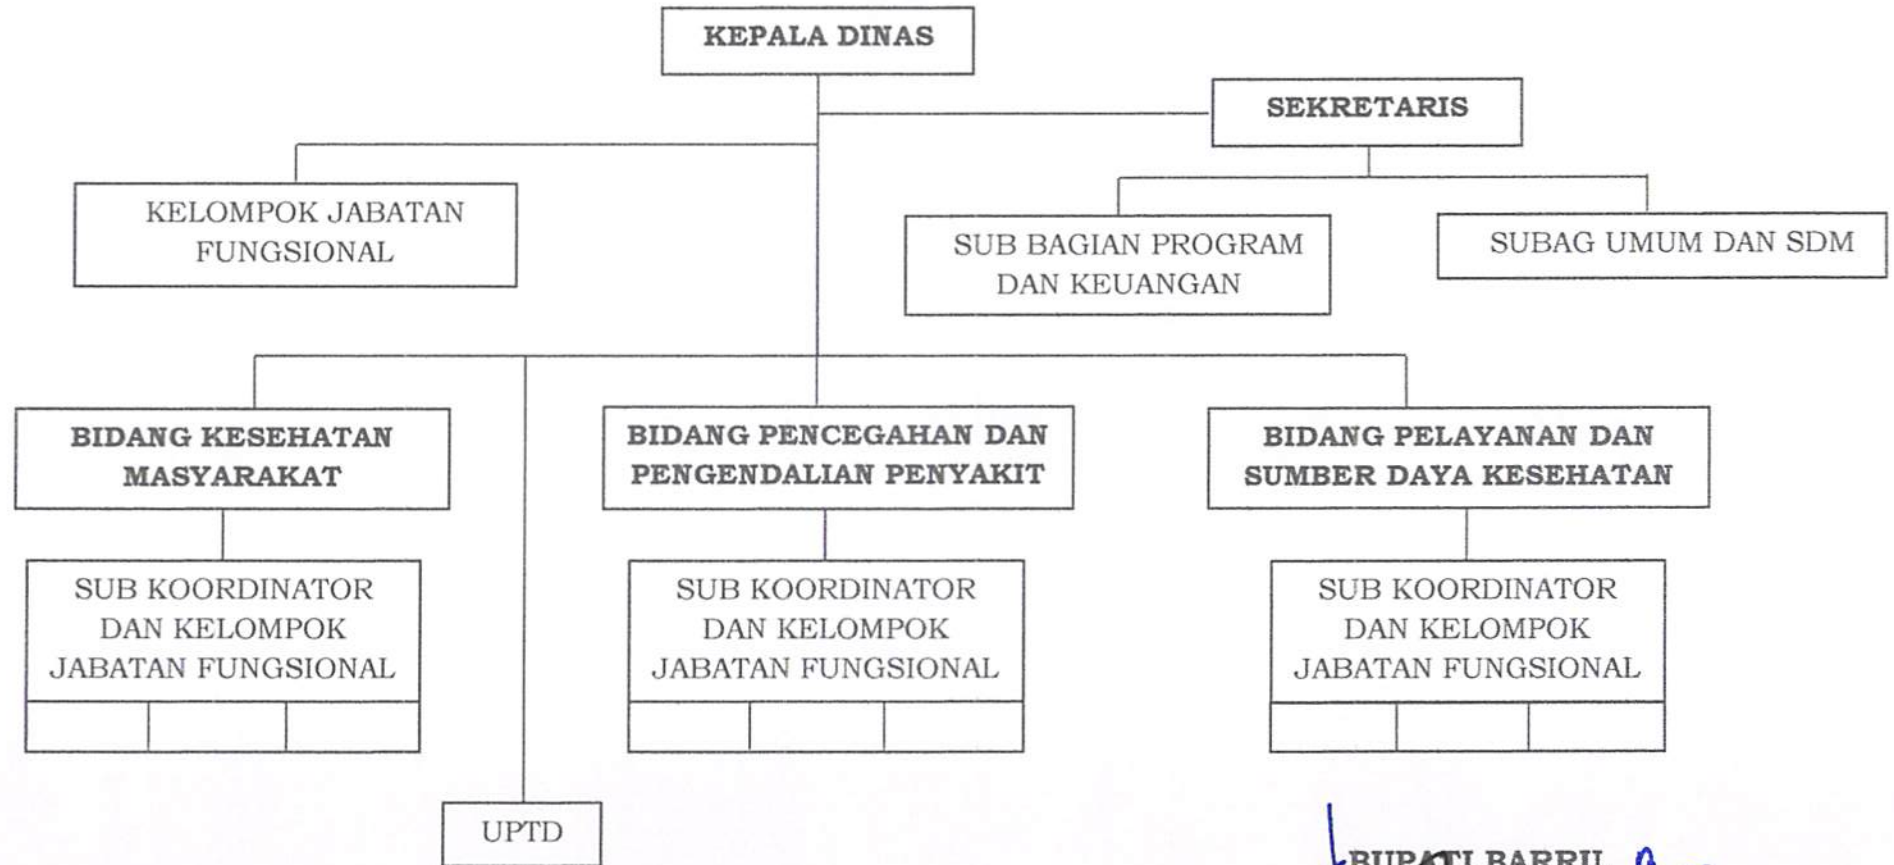 KEPALA DINAS
SEKRETARIS
KELOMPOK JABATAN
FUNGSIONAL
SUB BAGIAN PROGRAM
DAN KEUANGAN
SUBAG UMUM DAN SDM
BIDANG KESEHATAN
MASYARAKAT
BIDANG PENCEGAHAN DAN
PENGENDALIAN PENYAKIT
BIDANG PELAYANAN DAN
SUMBER DAYA KESEHATAN
SUB KOORDINATOR
DAN KELOMPOK
JABATAN FUNGSIONAL
SUB KOORDINATOR
DAN KELOMPOK
JABATAN FUNGSIONAL
SUB KOORDINATOR
DAN KELOMPOK
JABATAN FUNGSIONAL
UPTD
BUPATI BARRU